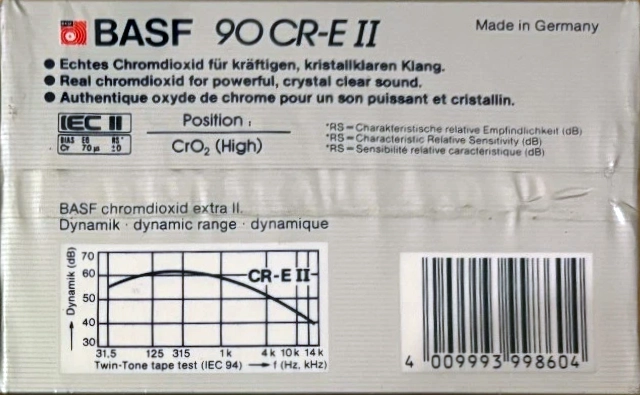 BASF 90 CR-E II
Made in Germany
● Echtes Chromdioxid für kräftigen, kristallklaren Klang.
● Real chromdioxid for powerful, crystal clear sound.
● Authentique oxyde de chrome pour un son puissant et cristallin.
IEC II
BIAS EQ RS*
Cr 70 µs ±0
Position :
CrO₂ (High)
*RS = Charakteristische relative Empfindlichkeit (dB)
*RS = Characteristic Relative Sensitivity (dB)
*RS = Sensibilité relative caractéristique (dB)
BASF chromdioxid extra II.
Dynamik · dynamic range · dynamique
Dynamik (dB)
70
60
50
40
30
CR-E II
31,5 125 315 1k 4k 10k 14k
Twin-Tone tape test (IEC 94) → f (Hz, kHz)
4 009993 998604